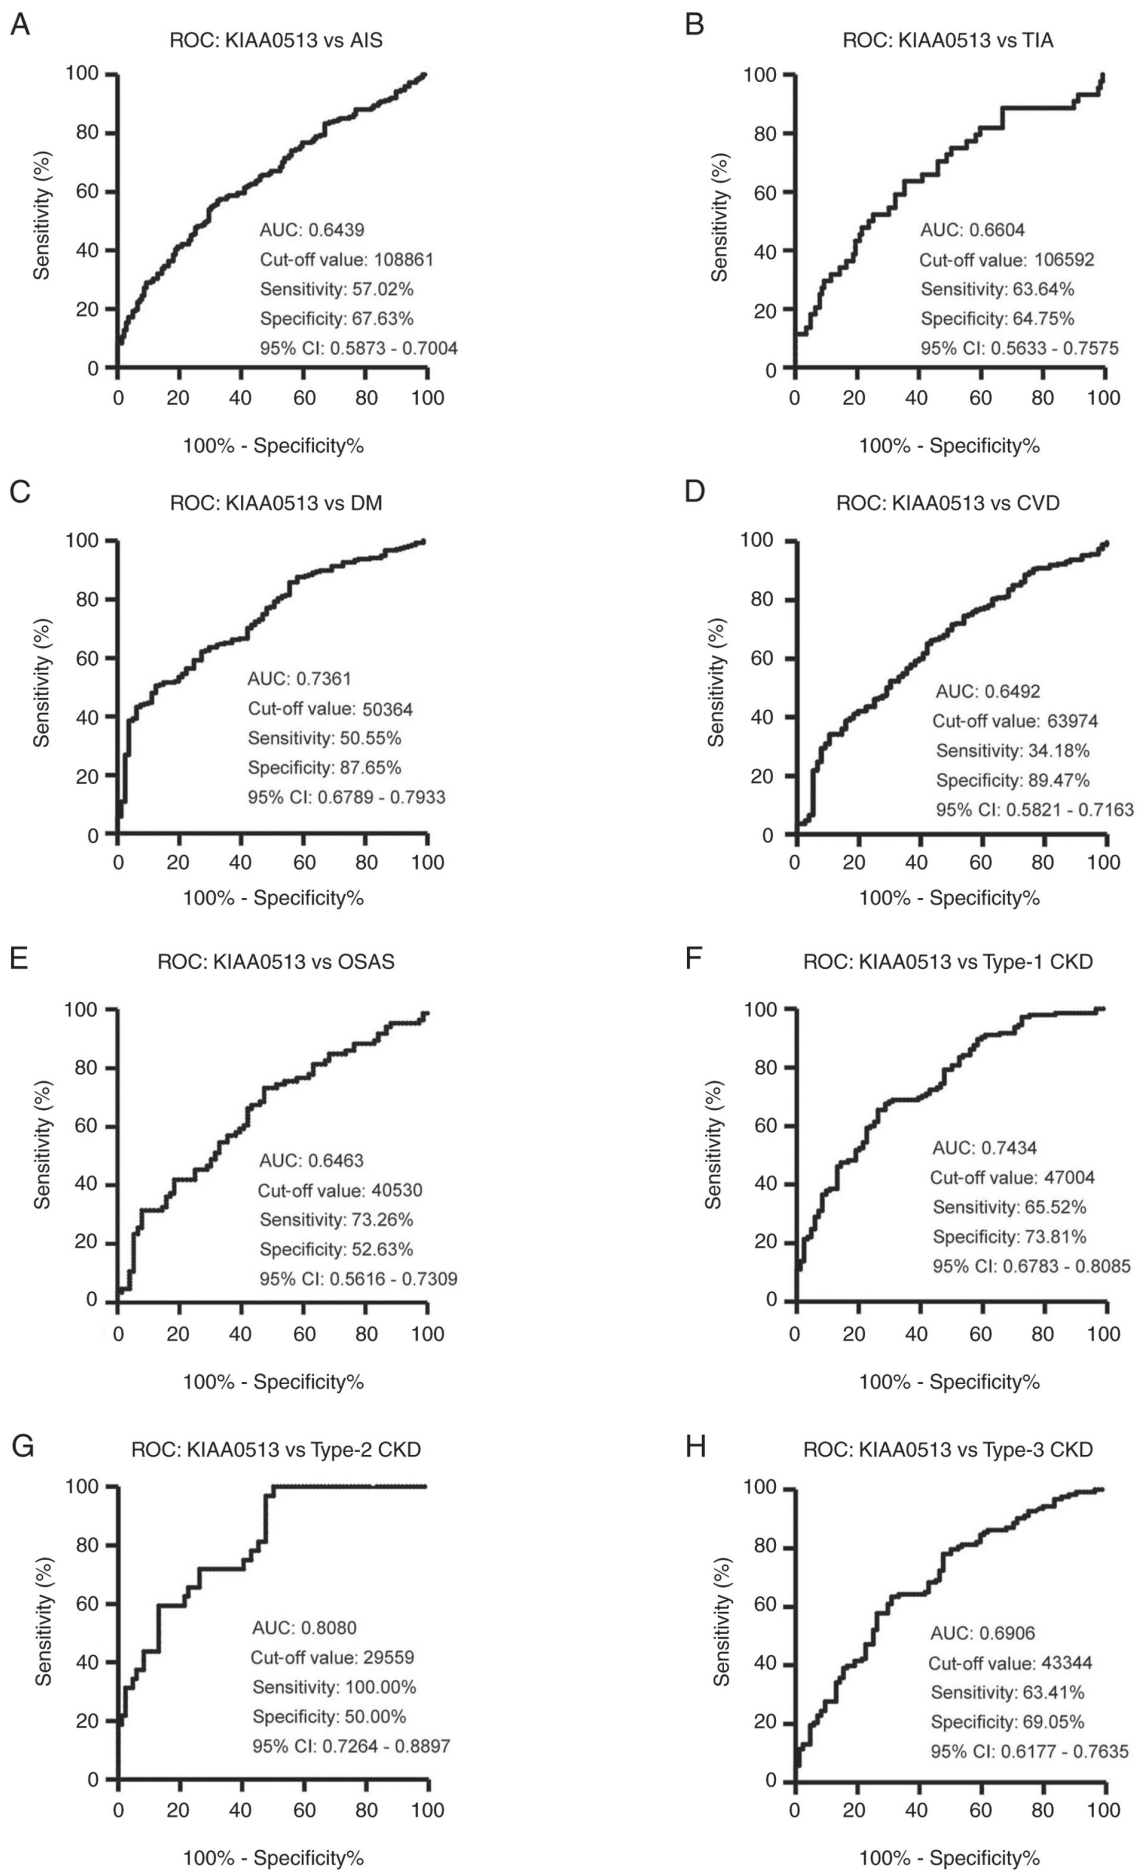 A
ROC: KIAA0513 vs AIS
100
80
60
40
20
0
Sensitivity (%)
AUC: 0.6439
Cut-off value: 108861
Sensitivity: 57.02%
Specificity: 67.63%
95% CI: 0.5873 - 0.7004
0 20 40 60 80 100
100% - Specificity%
B
ROC: KIAA0513 vs TIA
100
80
60
40
20
0
Sensitivity (%)
AUC: 0.6604
Cut-off value: 106592
Sensitivity: 63.64%
Specificity: 64.75%
95% CI: 0.5633 - 0.7575
0 20 40 60 80 100
100% - Specificity%
C
ROC: KIAA0513 vs DM
100
80
60
40
20
0
Sensitivity (%)
AUC: 0.7361
Cut-off value: 50364
Sensitivity: 50.55%
Specificity: 87.65%
95% CI: 0.6789 - 0.7933
0 20 40 60 80 100
100% - Specificity%
D
ROC: KIAA0513 vs CVD
100
80
60
40
20
0
Sensitivity (%)
AUC: 0.6492
Cut-off value: 63974
Sensitivity: 34.18%
Specificity: 89.47%
95% CI: 0.5821 - 0.7163
0 20 40 60 80 100
100% - Specificity%
E
ROC: KIAA0513 vs OSAS
100
80
60
40
20
0
Sensitivity (%)
AUC: 0.6463
Cut-off value: 40530
Sensitivity: 73.26%
Specificity: 52.63%
95% CI: 0.5616 - 0.7309
0 20 40 60 80 100
100% - Specificity%
F
ROC: KIAA0513 vs Type-1 CKD
100
80
60
40
20
0
Sensitivity (%)
AUC: 0.7434
Cut-off value: 47004
Sensitivity: 65.52%
Specificity: 73.81%
95% CI: 0.6783 - 0.8085
0 20 40 60 80 100
100% - Specificity%
G
ROC: KIAA0513 vs Type-2 CKD
100
80
60
40
20
0
Sensitivity (%)
AUC: 0.8080
Cut-off value: 29559
Sensitivity: 100.00%
Specificity: 50.00%
95% CI: 0.7264 - 0.8897
0 20 40 60 80 100
100% - Specificity%
H
ROC: KIAA0513 vs Type-3 CKD
100
80
60
40
20
0
Sensitivity (%)
AUC: 0.6906
Cut-off value: 43344
Sensitivity: 63.41%
Specificity: 69.05%
95% CI: 0.6177 - 0.7635
0 20 40 60 80 100
100% - Specificity%